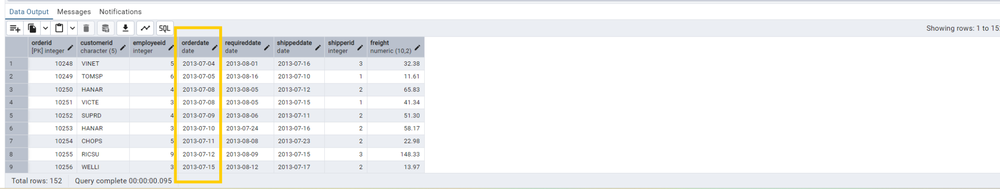 Data Output Messages Notifications
SQL
Showing rows: 1 to 15
orderid customerid employeeid orderdate requireddate shippeddate shipperid freight
[PK] integer character (5) integer date date date integer numeric (10,2)
1 10248 VINET 5 2013-07-04 2013-08-01 2013-07-16 3 32.38
2 10249 TOMSP 6 2013-07-05 2013-08-16 2013-07-10 1 11.61
3 10250 HANAR 4 2013-07-08 2013-08-05 2013-07-12 2 65.83
4 10251 VICTE 3 2013-07-08 2013-08-05 2013-07-15 1 41.34
5 10252 SUPRD 4 2013-07-09 2013-08-06 2013-07-11 2 51.30
6 10253 HANAR 3 2013-07-10 2013-07-24 2013-07-16 2 58.17
7 10254 CHOPS 5 2013-07-11 2013-08-08 2013-07-23 2 22.98
8 10255 RICSU 9 2013-07-12 2013-08-09 2013-07-15 3 148.33
9 10256 WELLI 3 2013-07-15 2013-08-12 2013-07-17 2 13.97
Total rows: 152 Query complete 00:00:00.095